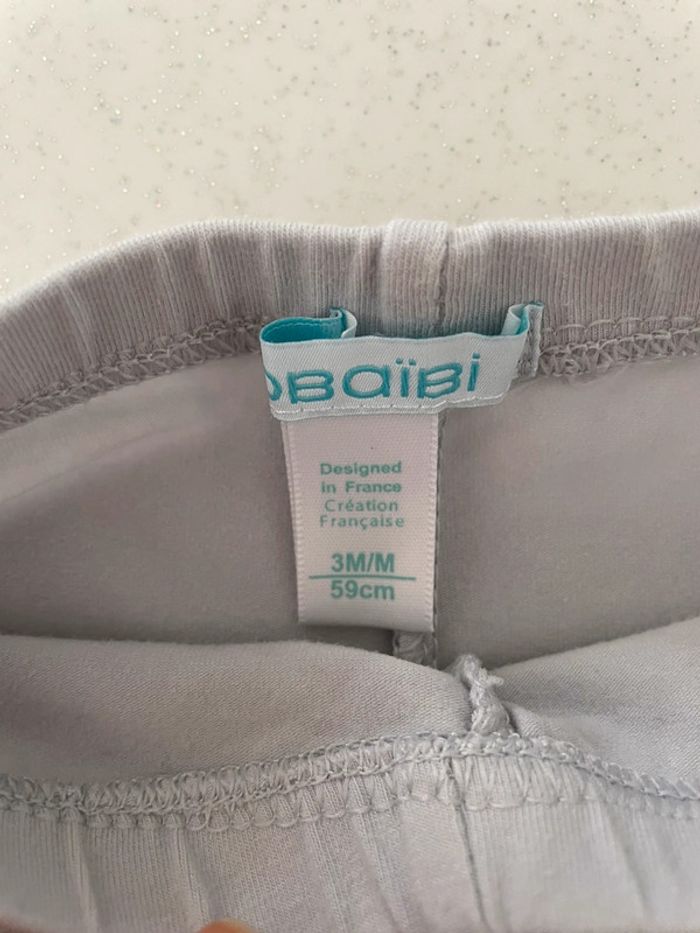 obaïbi
Designed
in France
Création
Française
3M/M
59cm